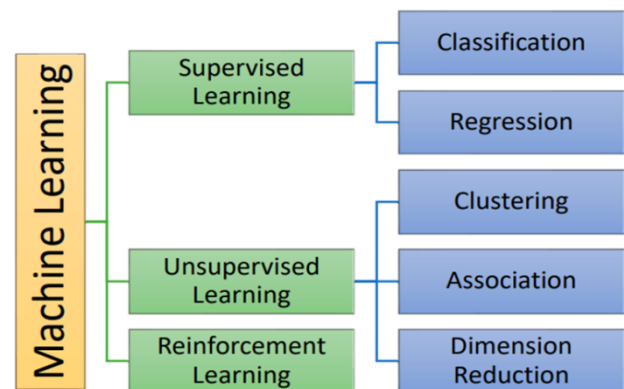 Machine Learning
Supervised
Learning
Classification
Regression
Unsupervised
Learning
Clustering
Association
Dimension
Reduction
Reinforcement
Learning